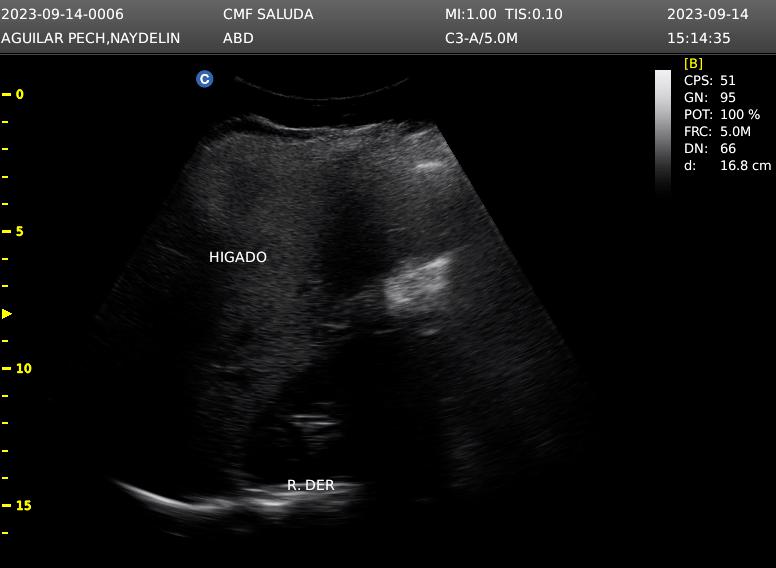 2023-09-14-0006 CMF SALUDA MI:1.00 TIS:0.10 2023-09-14
AGUILAR PECH,NAYDELIN ABD C3-A/5.0M 15:14:35
C
[B]
CPS: 51
GN: 95
POT: 100 %
FRC: 5.0M
DN: 66
d: 16.8 cm
0
5
HIGADO
10
R. DER
15